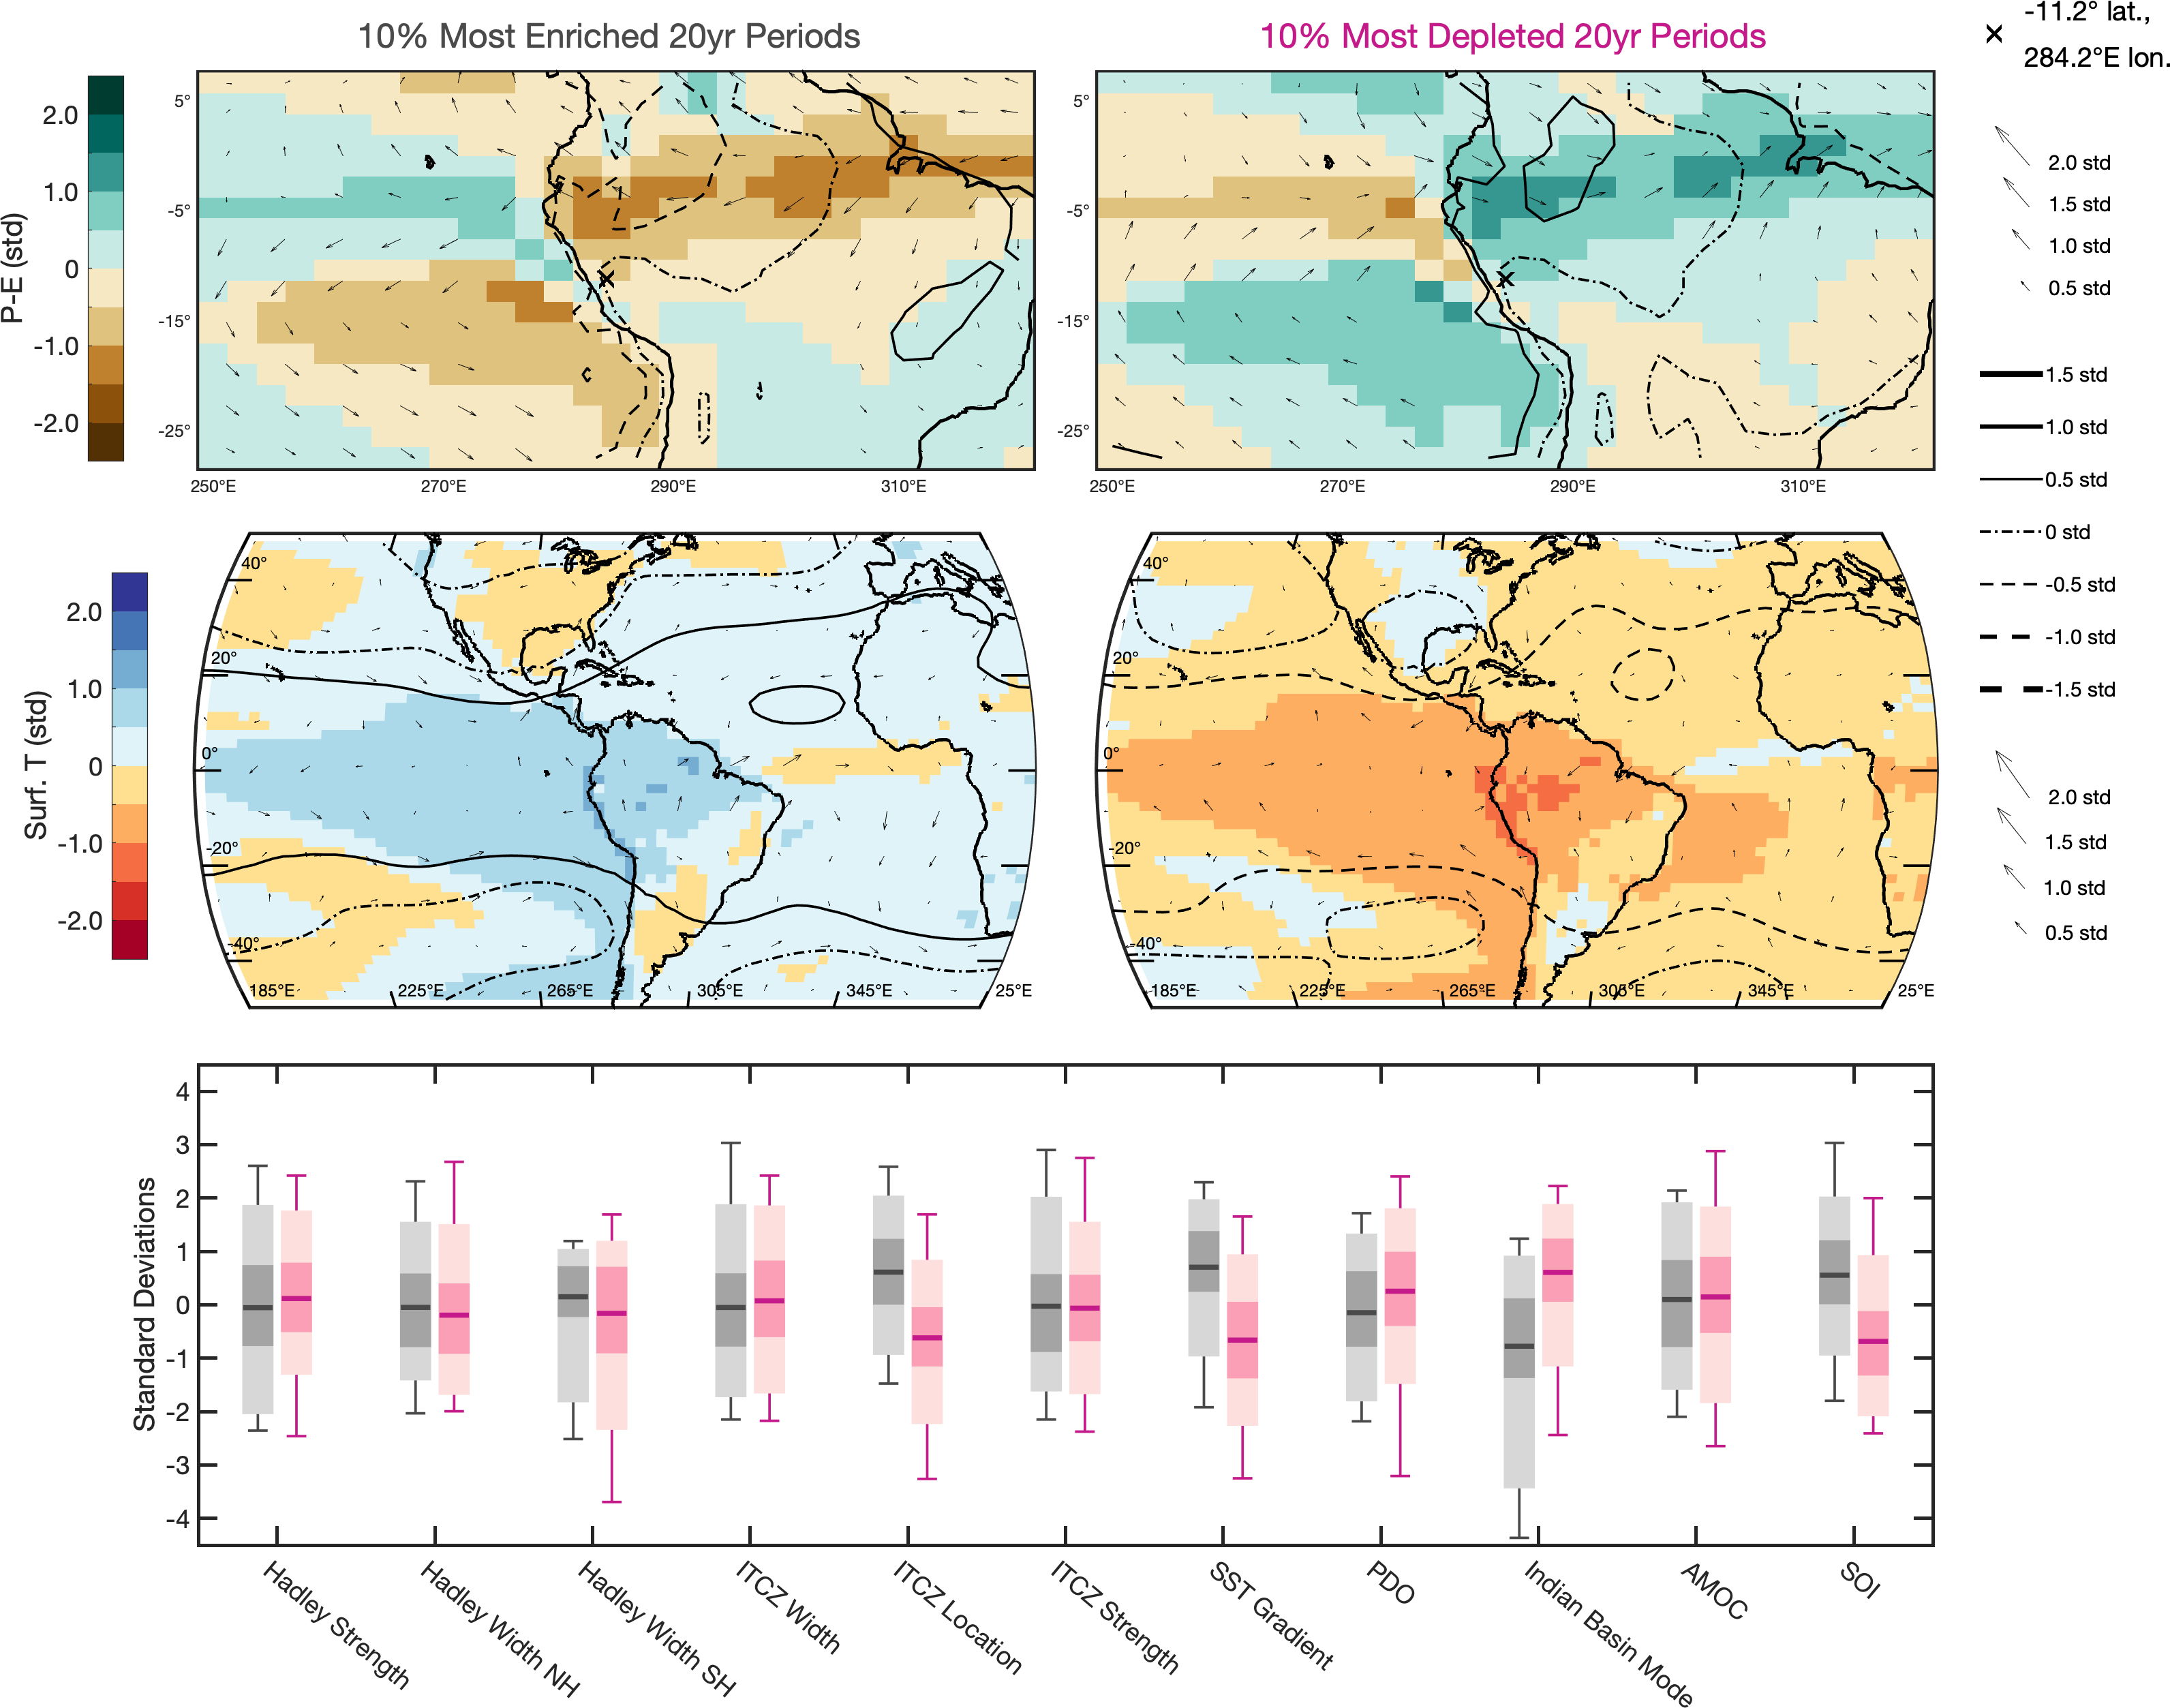 10% Most Enriched 20yr Periods
10% Most Depleted 20yr Periods
× -11.2° lat.,
284.2°E lon.
P-E (std)
2.0
1.0
0
-1.0
-2.0
5°
-5°
-15°
-25°
250°E 270°E 290°E 310°E
5°
-5°
-15°
-25°
250°E 270°E 290°E 310°E
2.0 std
1.5 std
1.0 std
0.5 std
1.5 std
1.0 std
0.5 std
0 std
-0.5 std
-1.0 std
-1.5 std
Surf. T (std)
2.0
1.0
0
-1.0
-2.0
40°
20°
0°
-20°
-40°
185°E 225°E 265°E 305°E 345°E 25°E
40°
20°
0°
-20°
-40°
185°E 225°E 265°E 305°E 345°E 25°E
2.0 std
1.5 std
1.0 std
0.5 std
Standard Deviations
4
3
2
1
0
-1
-2
-3
-4
Hadley Strength
Hadley Width NH
Hadley Width SH
ITCZ Width
ITCZ Location
ITCZ Strength
SST Gradient
PDO
Indian Basin Mode
AMOC
SOI